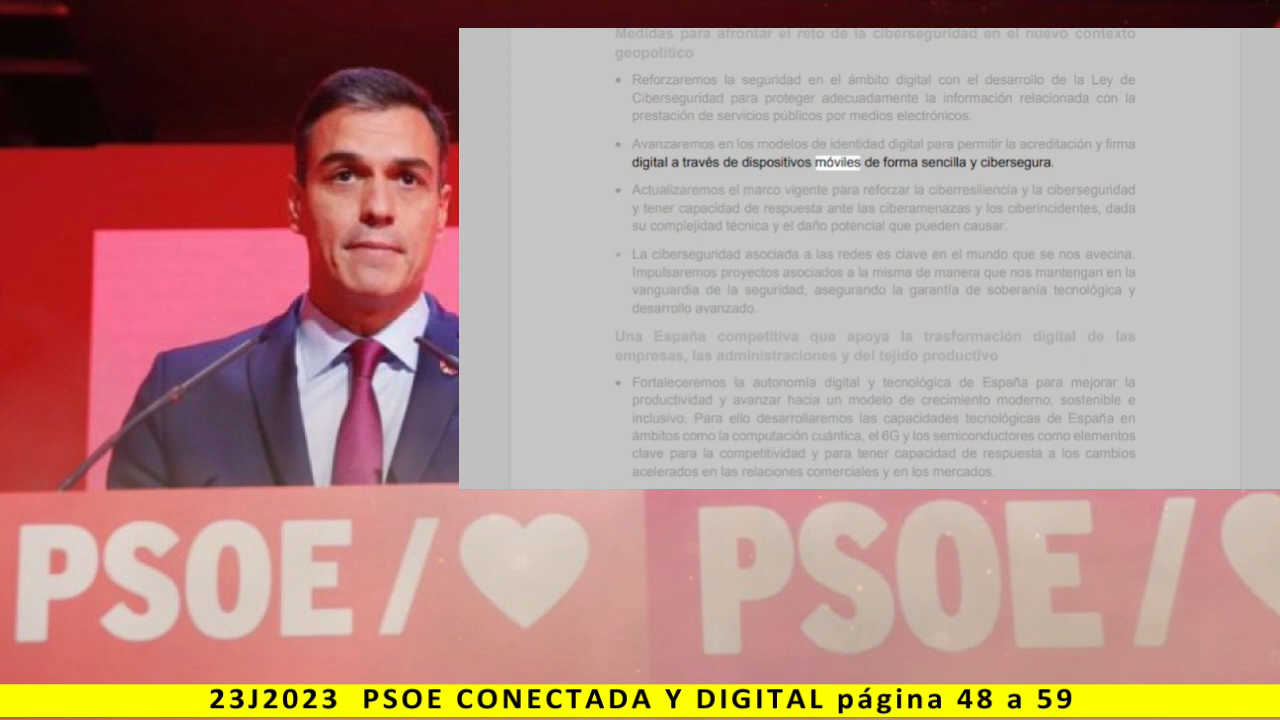 Medidas para afrontar el reto de la ciberseguridad en el nuevo contexto
geopolítico
• Reforzaremos la seguridad en el ámbito digital con el desarrollo de la Ley de
Ciberseguridad para proteger adecuadamente la información relacionada con la
prestación de servicios públicos por medios electrónicos.
• Avanzaremos en los modelos de identidad digital para permitir la acreditación y firma
digital a través de dispositivos móviles de forma sencilla y cibersegura.
• Actualizaremos el marco vigente para reforzar la ciberresiliencia y la ciberseguridad
y tener capacidad de respuesta ante las ciberamenazas y los ciberincidentes, dada
su complejidad técnica y el daño potencial que pueden causar.
• La ciberseguridad asociada a las redes es clave en el mundo que se nos avecina.
Impulsaremos proyectos asociados a la misma de manera que nos mantengan en la
vanguardia de la seguridad, asegurando la garantía de soberanía tecnológica y
desarrollo avanzado.
Una España competitiva que apoya la trasformación digital de las
empresas, las administraciones y del tejido productivo
• Fortaleceremos la autonomía digital y tecnológica de España para mejorar la
productividad y avanzar hacia un modelo de crecimiento moderno, sostenible e
inclusivo. Para ello desarrollaremos las capacidades tecnológicas de España en
ámbitos como la computación cuántica, el 6G y los semiconductores como elementos
clave para la competitividad y para tener capacidad de respuesta a los cambios
acelerados en las relaciones comerciales y en los mercados.
PSOE /
PSOE /
23J2023 PSOE CONECTADA Y DIGITAL página 48 a 59